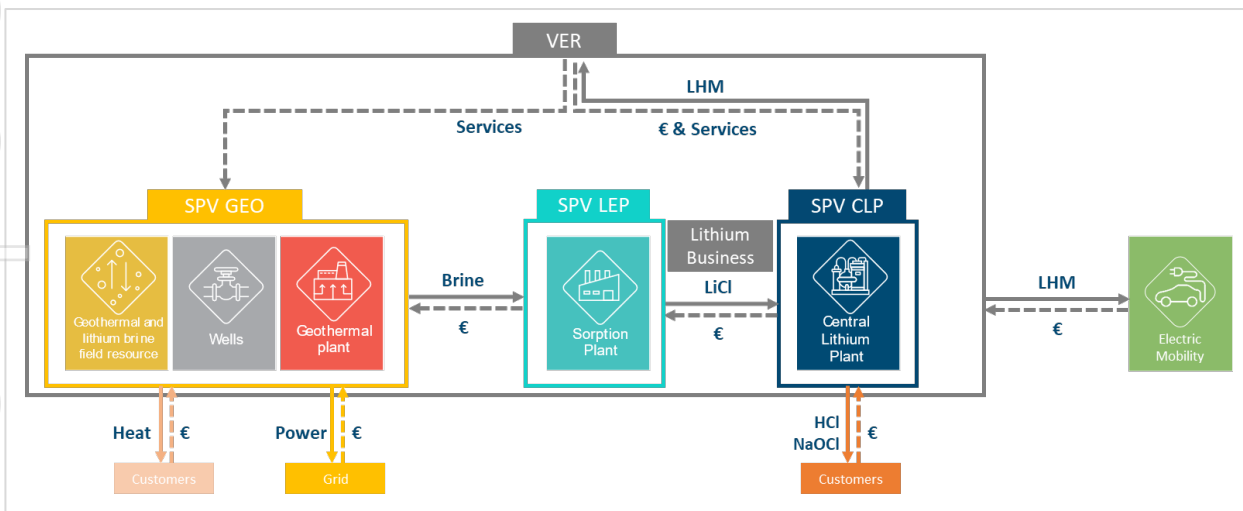 VER
LHM
Services
€ & Services
SPV GEO
SPV LEP
SPV CLP
Lithium
Business
Geothermal and
lithium brine
field resource
Wells
Geothermal
plant
Brine
€
Sorption
Plant
LiCl
€
Central
Lithium
Plant
LHM
€
Electric
Mobility
Heat
€
Power
€
HCl
NaOCl
€
Customers
Grid
Customers